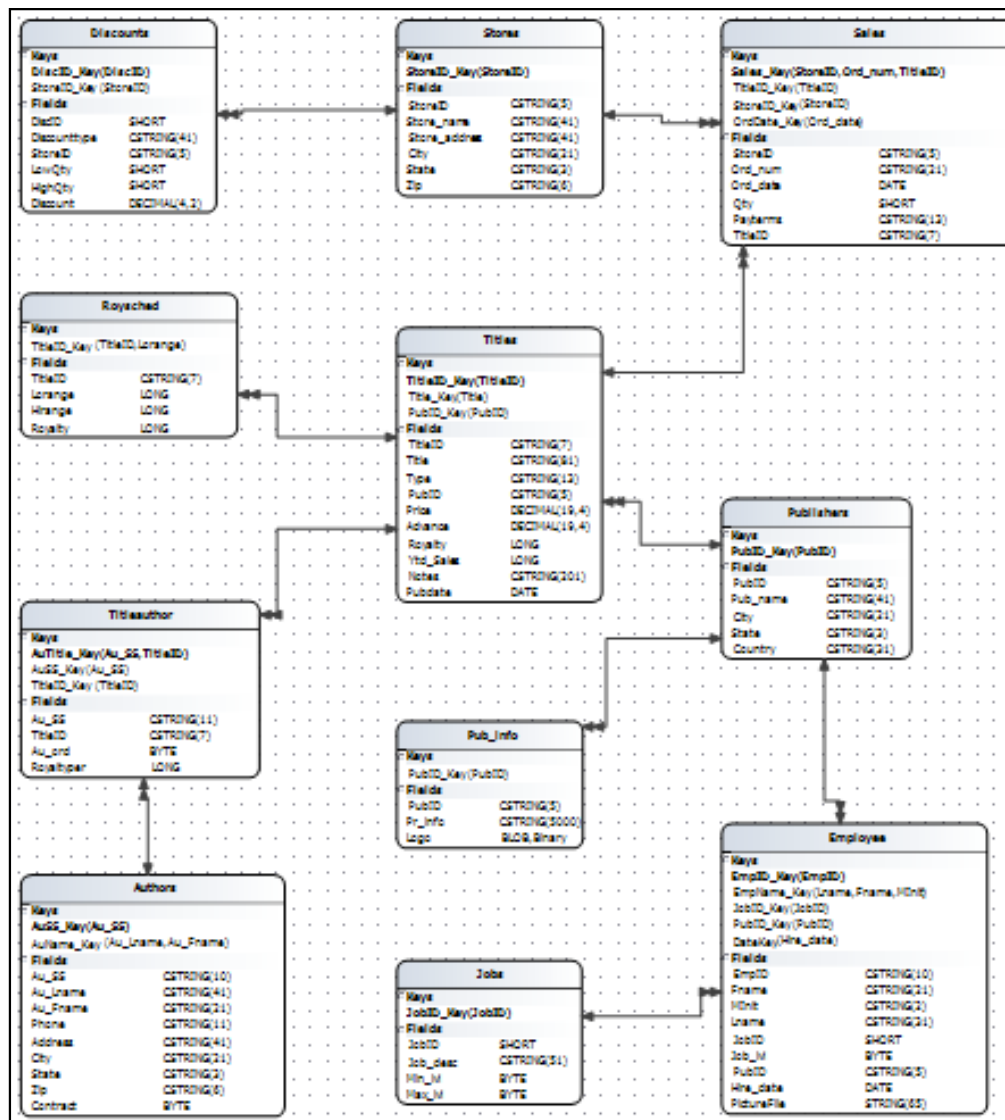 Discounts
Keys
DiscID_Key(DiscID)
StoreID_Key (StoreID)
Fields
DiscID SHORT
Discounttype CSTRING(41)
StoreID CSTRING(5)
LowQty SHORT
HighQty SHORT
Discount DECIMAL(4,2)
Stores
Keys
StoreID_Key(StoreID)
Fields
StoreID CSTRING(5)
Store_name CSTRING(41)
Store_address CSTRING(41)
City CSTRING(21)
State CSTRING(3)
Zip CSTRING(6)
Sales
Keys
Sales_Key(StoreID,Ord_num,TitleID)
TitleID_Key(TitleID)
StoreID_Key(StoreID)
OrdDate_Key(Ord_date)
Fields
StoreID CSTRING(5)
Ord_num CSTRING(21)
Ord_date DATE
Qty SHORT
Payterms CSTRING(13)
TitleID CSTRING(7)
Roysched
Keys
TitleID_Key (TitleID,Lorange)
Fields
TitleID CSTRING(7)
Lorange LONG
Hirange LONG
Royalty LONG
Titles
Keys
TitleID_Key(TitleID)
Title_Key(Title)
PubID_Key(PubID)
Fields
TitleID CSTRING(7)
Title CSTRING(81)
Type CSTRING(13)
PubID CSTRING(5)
Price DECIMAL(19,4)
Advance DECIMAL(19,4)
Royalty LONG
Ytd_Sales LONG
Notes CSTRING(201)
Pubdate DATE
Publishers
Keys
PubID_Key(PubID)
Fields
PubID CSTRING(5)
Pub_name CSTRING(41)
City CSTRING(21)
State CSTRING(3)
Country CSTRING(31)
Titleauthor
Keys
AuTitle_Key(Au_SS,TitleID)
AuSS_Key(Au_SS)
TitleID_Key (TitleID)
Fields
Au_SS CSTRING(11)
TitleID CSTRING(7)
Au_ord BYTE
Royaltyper LONG
Pub_Info
Keys
PubID_Key(PubID)
Fields
PubID CSTRING(5)
Pr_info CSTRING(5000)
Logo BLOB,Binary
Authors
Keys
AuSS_Key(Au_SS)
AuName_Key (Au_Lname,Au_Fname)
Fields
Au_SS CSTRING(10)
Au_Lname CSTRING(41)
Au_Fname CSTRING(21)
Phone CSTRING(11)
Address CSTRING(41)
City CSTRING(21)
State CSTRING(3)
Zip CSTRING(6)
Contract BYTE
Jobs
Keys
JobID_Key(JobID)
Fields
JobID SHORT
Job_desc CSTRING(51)
Min_lvl BYTE
Max_lvl BYTE
Employee
Keys
EmpID_Key(EmpID)
EmpName_Key(Lname,Fname,Minit)
JobID_Key(JobID)
PubID_Key(PubID)
DateKey(Hire_date)
Fields
EmpID CSTRING(10)
Fname CSTRING(21)
Minit CSTRING(2)
Lname CSTRING(31)
JobID SHORT
Job_lvl BYTE
PubID CSTRING(5)
Hire_date DATE
PictureFile STRING(65)